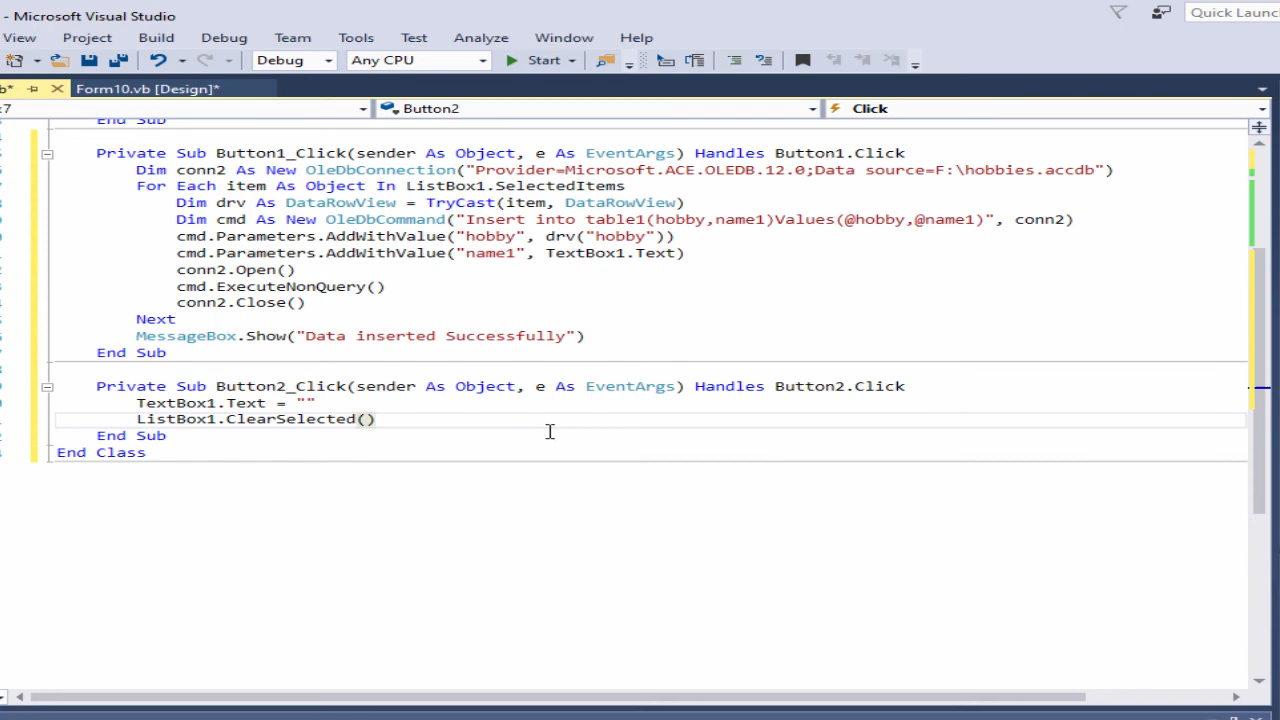 - Microsoft Visual Studio
Quick Launc
View Project Build Debug Team Tools Test Analyze Window Help
Debug Any CPU Start
b* Form10.vb [Design]*
x7 Button2 Click
End Sub
Private Sub Button1_Click(sender As Object, e As EventArgs) Handles Button1.Click
Dim conn2 As New OleDbConnection("Provider=Microsoft.ACE.OLEDB.12.0;Data source=F:\hobbies.accdb")
For Each item As Object In ListBox1.SelectedItems
Dim drv As DataRowView = TryCast(item, DataRowView)
Dim cmd As New OleDbCommand("Insert into table1(hobby,name1)Values(@hobby,@name1)", conn2)
cmd.Parameters.AddWithValue("hobby", drv("hobby"))
cmd.Parameters.AddWithValue("name1", TextBox1.Text)
conn2.Open()
cmd.ExecuteNonQuery()
conn2.Close()
Next
MessageBox.Show("Data inserted Successfully")
End Sub
Private Sub Button2_Click(sender As Object, e As EventArgs) Handles Button2.Click
TextBox1.Text = ""
ListBox1.ClearSelected()
End Sub
End Class